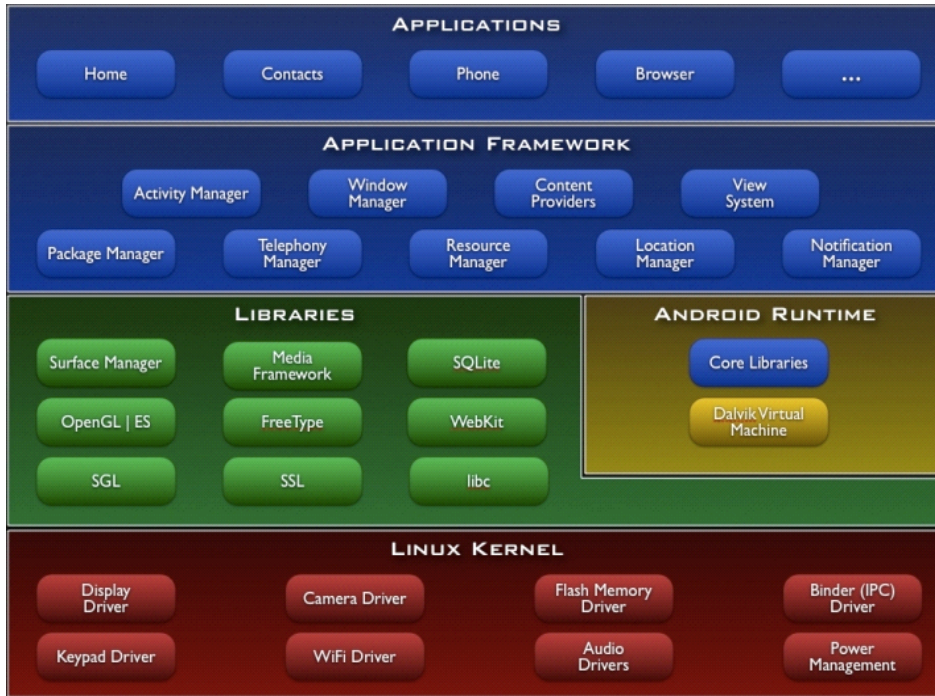 APPLICATIONS
Home
Contacts
Phone
Browser
...
APPLICATION FRAMEWORK
Activity Manager
Window
Manager
Content
Providers
View
System
Package Manager
Telephony
Manager
Resource
Manager
Location
Manager
Notification
Manager
LIBRARIES
Surface Manager
Media
Framework
SQLite
OpenGL | ES
FreeType
WebKit
SGL
SSL
libc
ANDROID RUNTIME
Core Libraries
Dalvik Virtual
Machine
LINUX KERNEL
Display
Driver
Camera Driver
Flash Memory
Driver
Binder (IPC)
Driver
Keypad Driver
WiFi Driver
Audio
Drivers
Power
Management